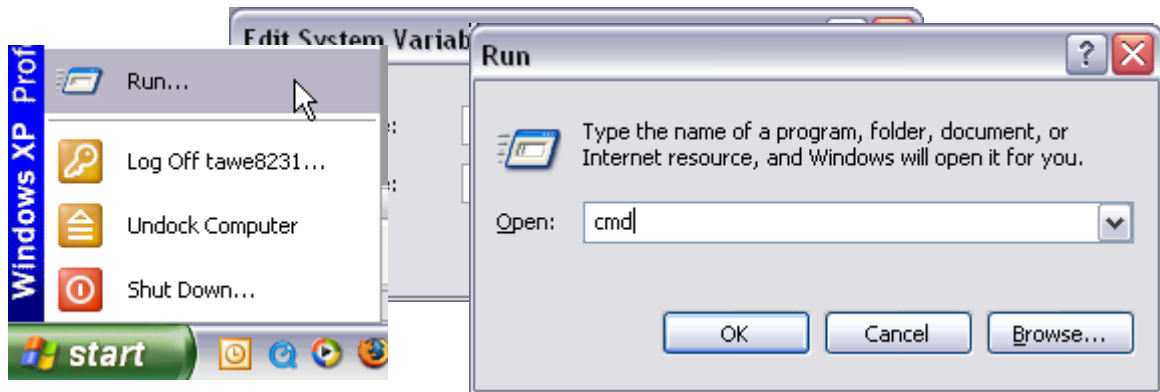 Edit System Variab
Windows XP Prof
Run...
Log Off tawe8231...
Undock Computer
Shut Down...
start
Run
Type the name of a program, folder, document, or
Internet resource, and Windows will open it for you.
Open:
cmd
OK
Cancel
Browse...